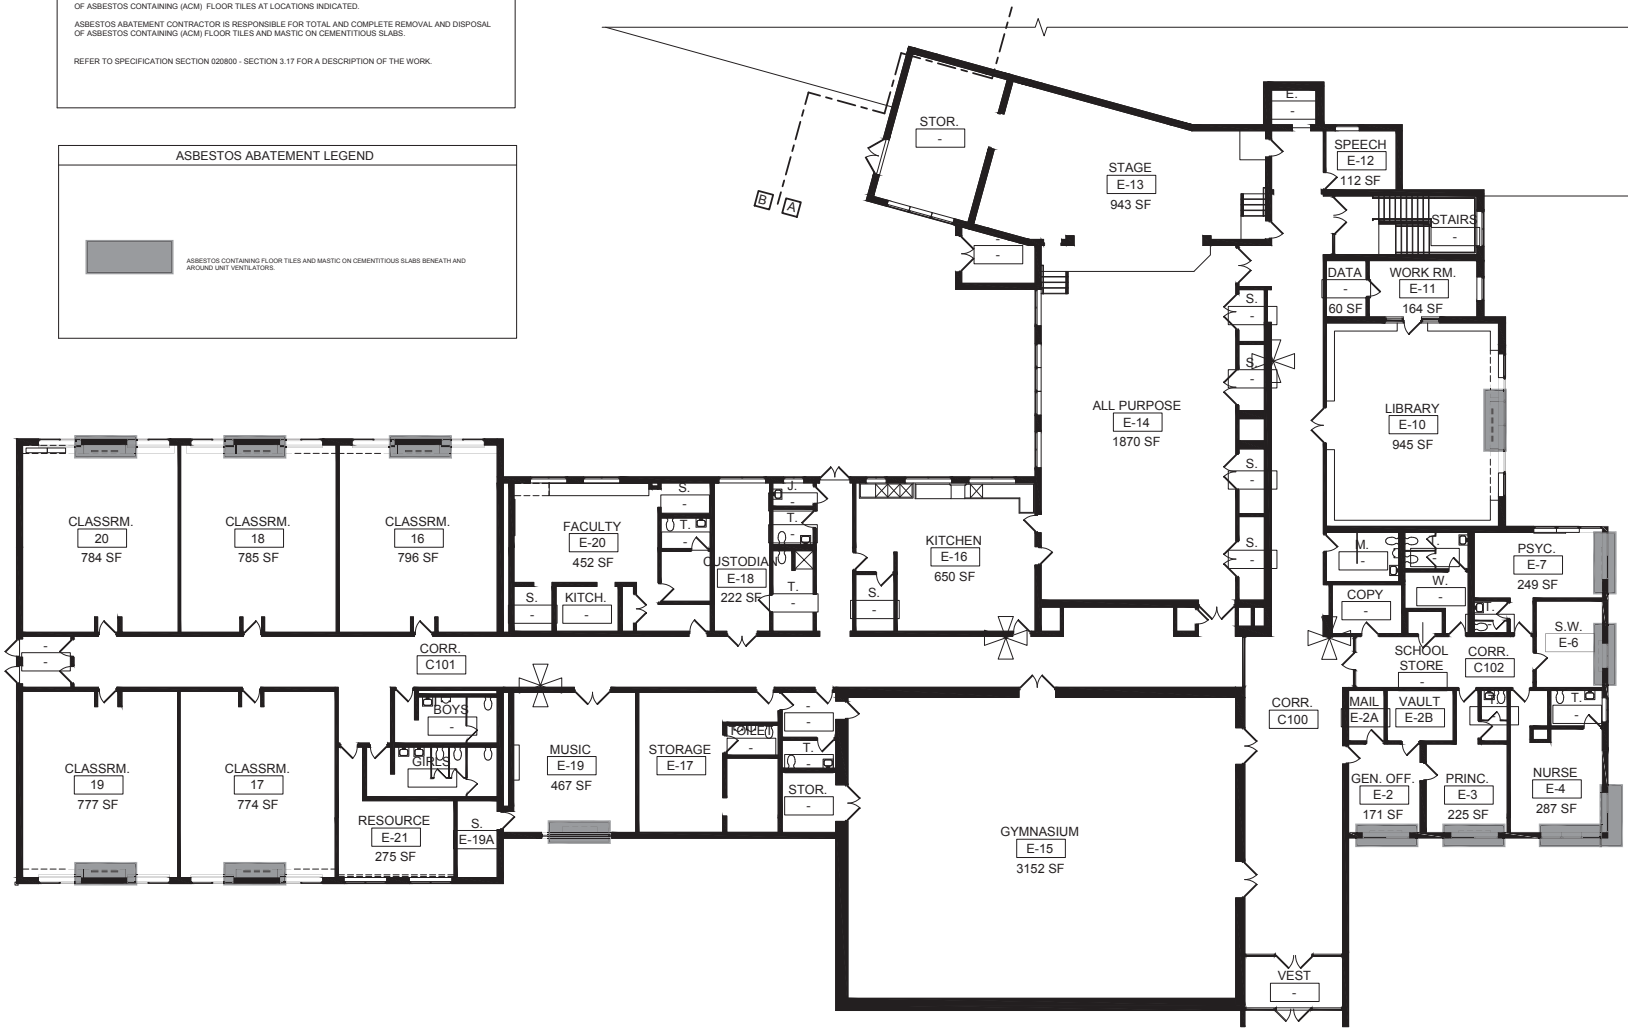 OF ASBESTOS CONTAINING (ACM) FLOOR TILES AT LOCATIONS INDICATED.
ASBESTOS ABATEMENT CONTRACTOR IS RESPONSIBLE FOR TOTAL AND COMPLETE REMOVAL AND DISPOSAL
OF ASBESTOS CONTAINING (ACM) FLOOR TILES AND MASTIC ON CEMENTITIOUS SLABS.
REFER TO SPECIFICATION SECTION 020800 - SECTION 3.17 FOR A DESCRIPTION OF THE WORK.
ASBESTOS ABATEMENT LEGEND
ASBESTOS CONTAINING FLOOR TILES AND MASTIC ON CEMENTITIOUS SLABS BENEATH AND
AROUND UNIT VENTILATORS.
B
A
STOR.
-
STAGE
E-13
943 SF
E.
-
SPEECH
E-12
112 SF
STAIRS
-
-
DATA
-
60 SF
WORK RM.
E-11
164 SF
S.
-
S.
-
ALL PURPOSE
E-14
1870 SF
LIBRARY
E-10
945 SF
S.
-
S.
-
CLASSRM.
20
784 SF
CLASSRM.
18
785 SF
CLASSRM.
16
796 SF
FACULTY
E-20
452 SF
S.
-
T.
-
S.
-
KITCH.
-
CUSTODIAN
E-18
222 SF
J.
-
T.
-
T.
-
KITCHEN
E-16
650 SF
S.
-
M.
-
T.
-
W.
-
PSYC.
E-7
249 SF
COPY
-
T.
-
S.W.
E-6
SCHOOL
STORE
-
CORR.
C102
-
-
CORR.
C101
CORR.
C100
MAIL
E-2A
VAULT
E-2B
T.
-
T.
-
BOYS
-
GIRLS
-
CLASSRM.
19
777 SF
CLASSRM.
17
774 SF
RESOURCE
E-21
275 SF
S.
E-19A
MUSIC
E-19
467 SF
STORAGE
E-17
TOILET
-
-
-
T.
-
STOR.
-
GYMNASIUM
E-15
3152 SF
GEN. OFF.
E-2
171 SF
PRINC.
E-3
225 SF
NURSE
E-4
287 SF
VEST
-